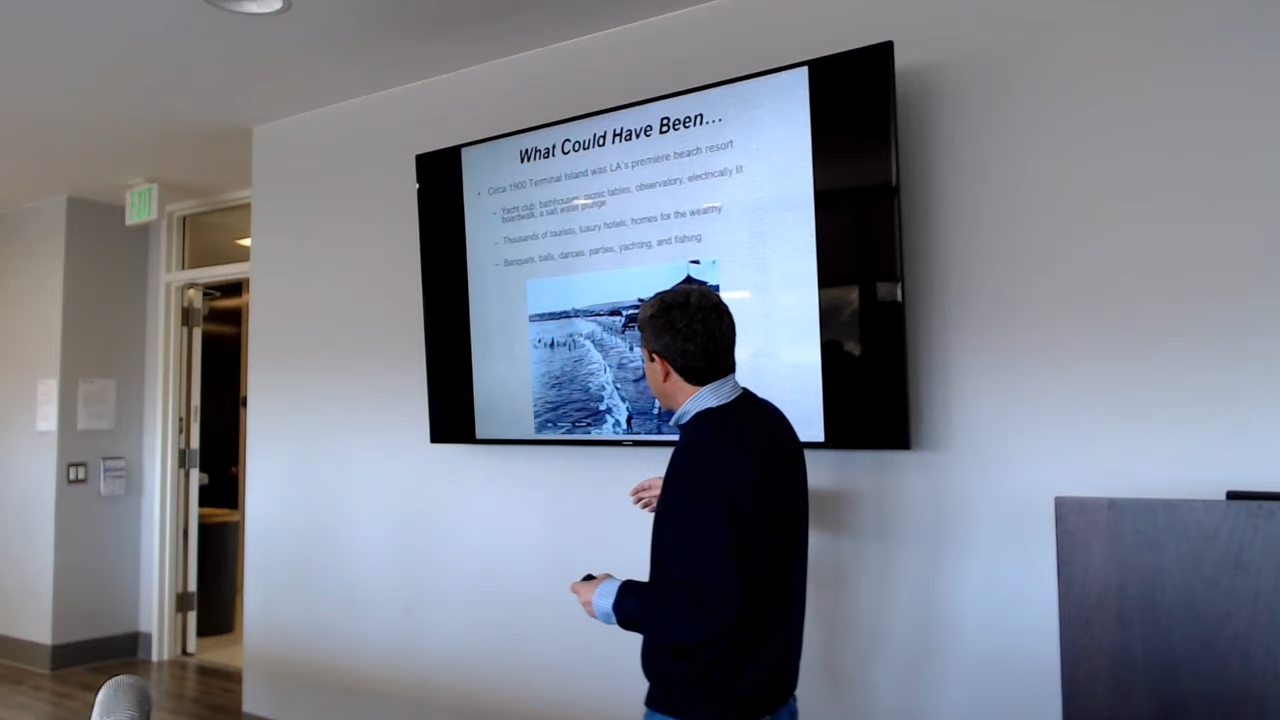 EXIT
What Could Have Been...
• Circa 1900 Terminal Island was LA's premiere beach resort
– Yacht club, bathhouse, picnic tables, observatory, electrically lit
boardwalk, a salt water plunge
– Thousands of tourists, luxury hotels, homes for the wealthy
– Banquets, balls, dances, parties, yachting, and fishing